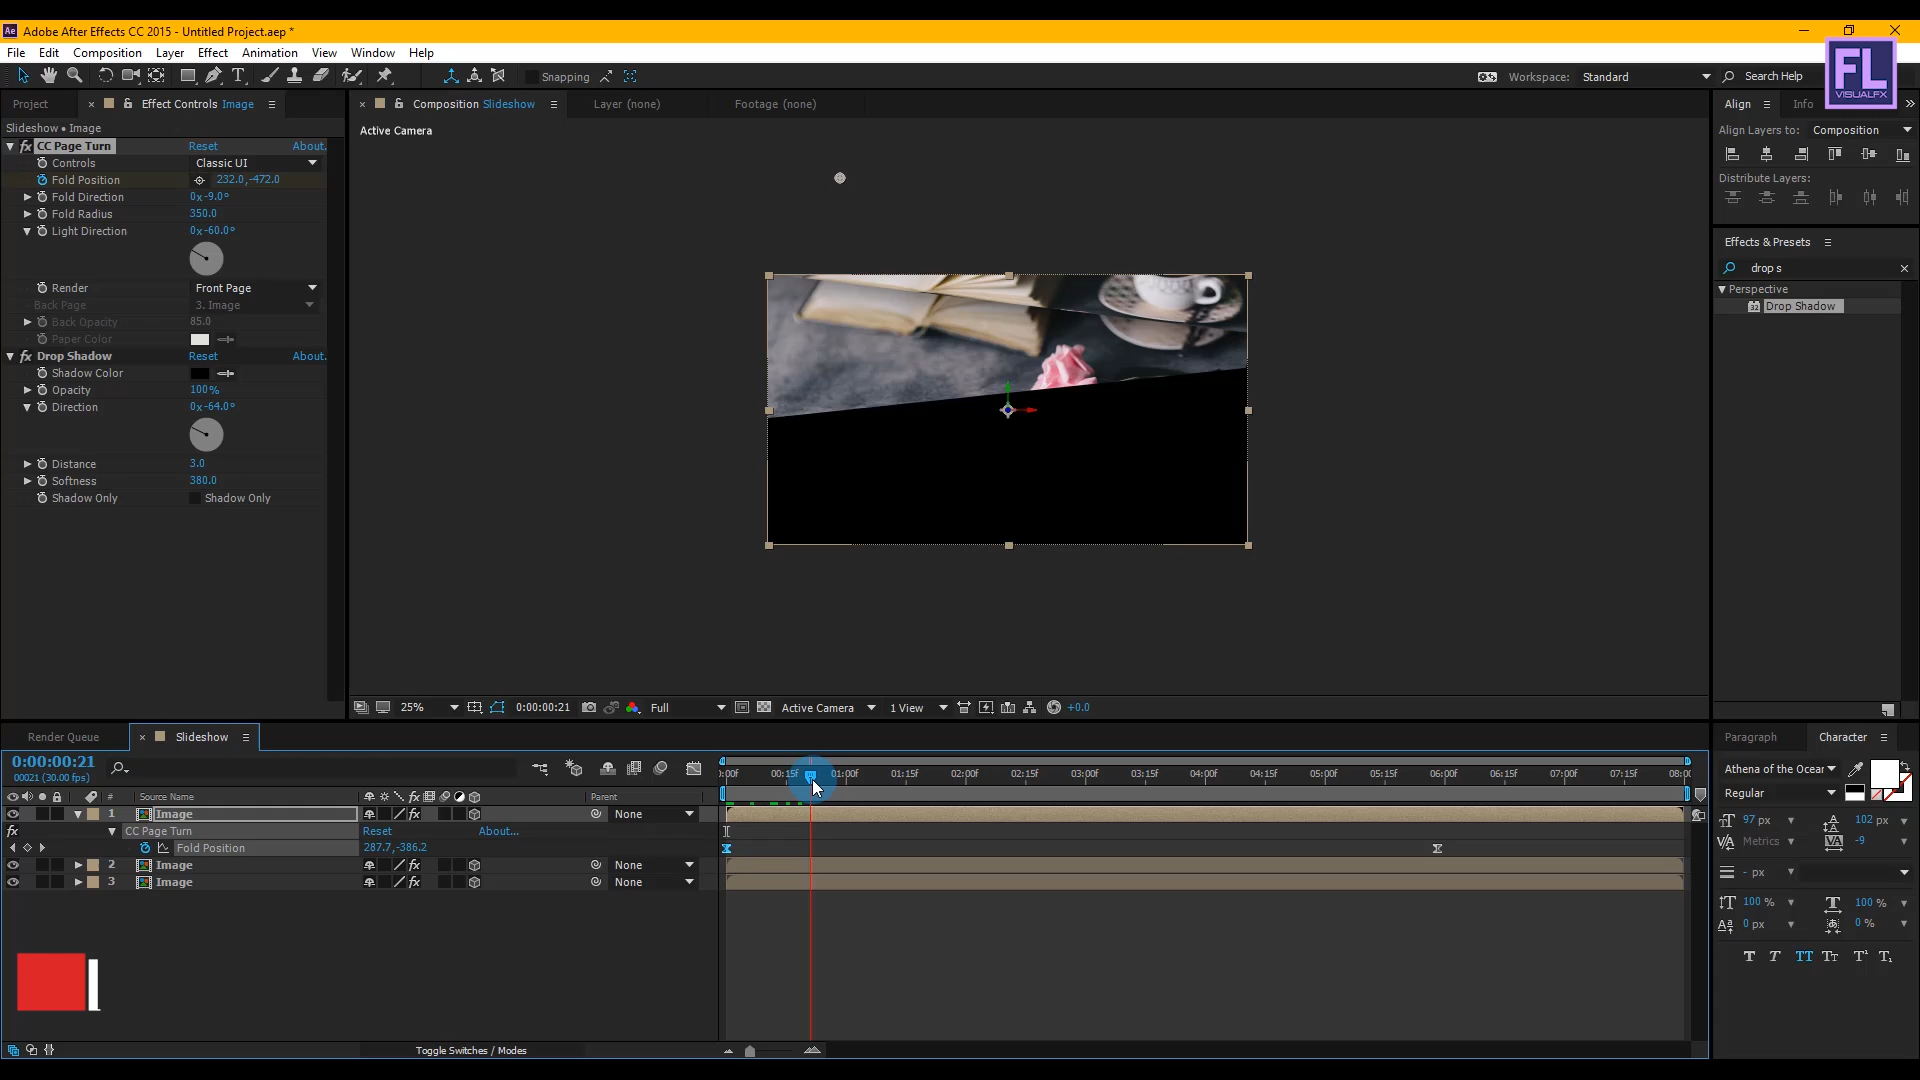 Ae Adobe After Effects CC 2015 - Untitled Project.aep *
File Edit Composition Layer Effect Animation View Window Help
Snapping
Workspace: Standard
Search Help
FL
VISUALFX
Project
Effect Controls Image
Slideshow • Image
CC Page Turn Reset About.
Controls Classic UI
Fold Position 232.0,-472.0
Fold Direction 0x-9.0°
Fold Radius 350.0
Light Direction 0x-60.0°
Render Front Page
Back Page 3. Image
Back Opacity 85.0
Paper Color
Drop Shadow Reset About.
Shadow Color
Opacity 100%
Direction 0x-64.0°
Distance 3.0
Softness 380.0
Shadow Only Shadow Only
Composition Slideshow
Layer (none)
Footage (none)
Active Camera
25% 0:00:00:21 Full Active Camera 1 View +0.0
Align Info
Align Layers to: Composition
Distribute Layers:
Effects & Presets
drop s
Perspective
32 Drop Shadow
Render Queue
Slideshow
0:00:00:21
00021 (30.00 fps)
:00f 00:15f 01:00f 01:15f 02:00f 02:15f 03:00f 03:15f 04:00f 04:15f 05:00f 05:15f 06:00f 06:15f 07:00f 07:15f 08:00
# Source Name Parent
1 Image None
CC Page Turn Reset About...
Fold Position 287.7,-386.2
2 Image None
3 Image None
Toggle Switches / Modes
Paragraph Character
Athena of the Ocean
Regular
97 px 102 px
Metrics -9
- px
100 % 100 %
0 px 0 %
T T TT Tt T¹ T₁